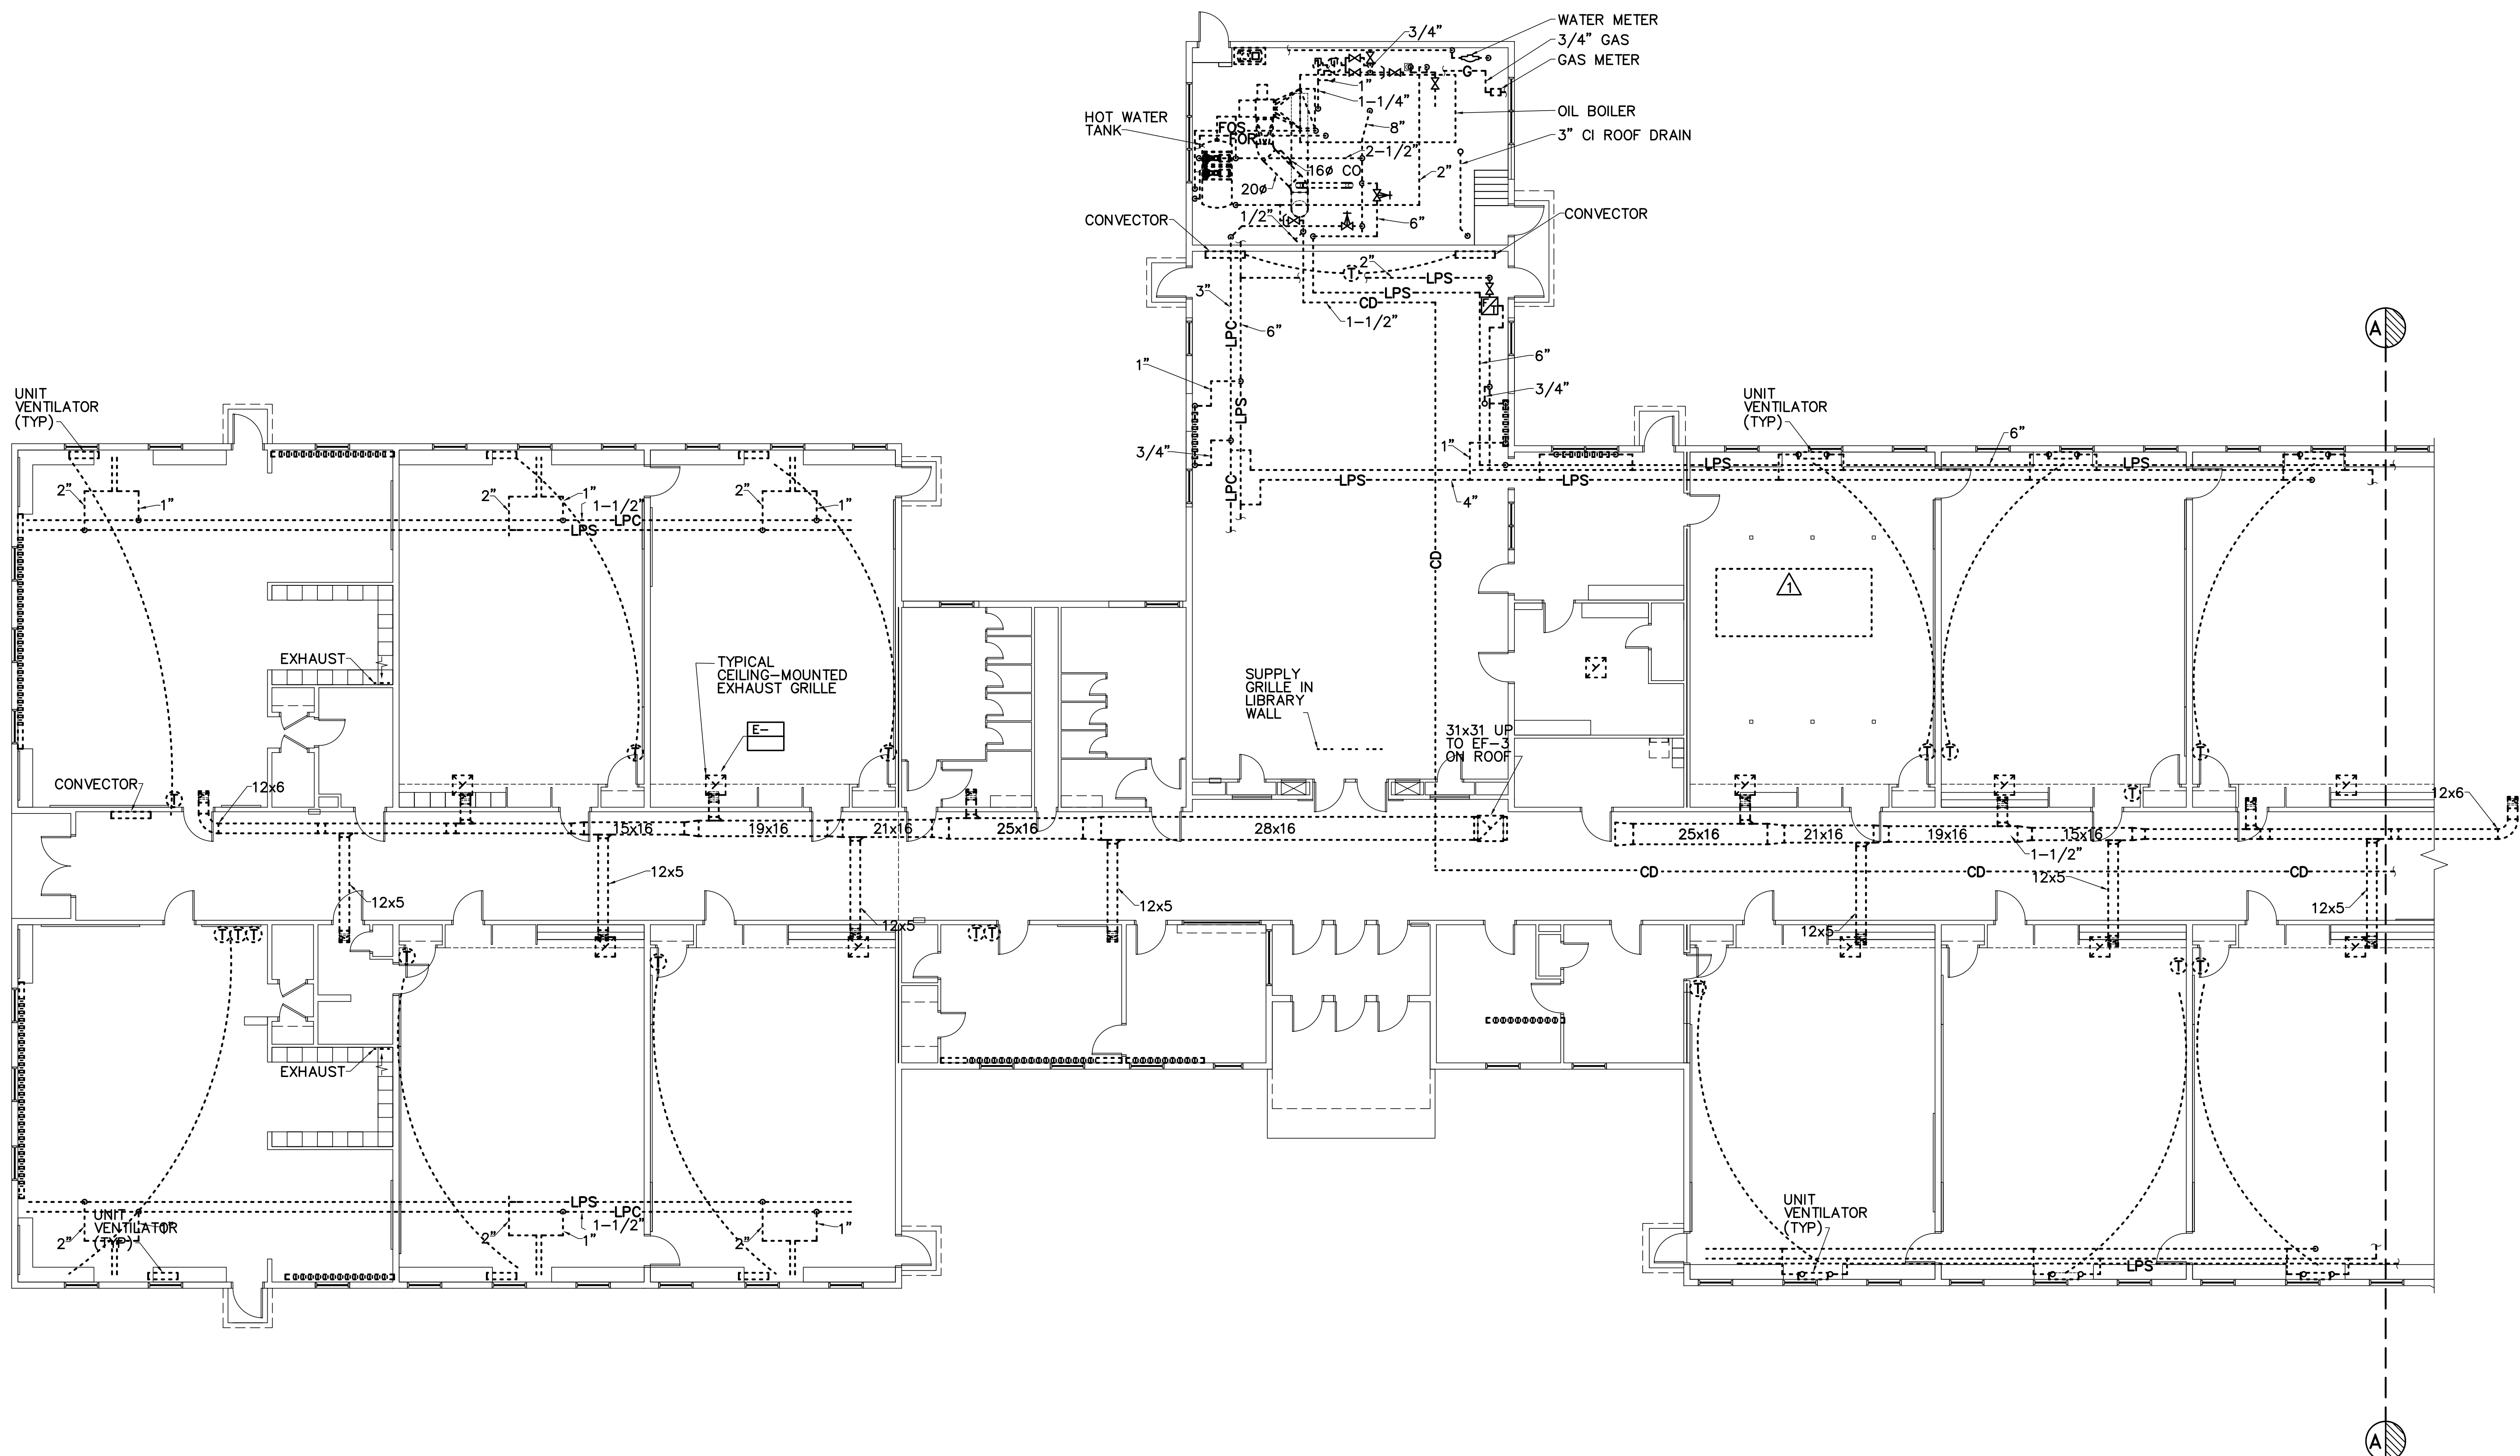 WATER METER
3/4" GAS
GAS METER
3/4"
G
1"
1-1/4"
OIL BOILER
3" CI ROOF DRAIN
HOT WATER
TANK
FOS
FOR
8"
2-1/2"
16ø CO
2"
20ø
CONVECTOR
1/2"
6"
CONVECTOR
T
2"
LPS
LPS
CD
1-1/2"
3"
LPC
6"
A
6"
1"
3/4"
LPS
UNIT
VENTILATOR
(TYP)
UNIT
VENTILATOR
(TYP)
3/4"
LPC
1"
6"
LPS
LPS
LPS
LPS
LPS
4"
2"
1"
2"
1"
1-1/2"
LPC
LPS
2"
1"
CD
1
EXHAUST
TYPICAL
CEILING-MOUNTED
EXHAUST GRILLE
E-
SUPPLY
GRILLE IN
LIBRARY
WALL
31x31 UP
TO EF-3
ON ROOF
T
T
T
T
T
CONVECTOR
T
12x6
T
12x6
15x16
19x16
21x16
25x16
28x16
25x16
21x16
19x16
15x16
1-1/2"
12x5
12x5
12x5
12x5
CD
CD
CD
12x5
12x5
12x5
T
T
T
T
T
T
T
T
T
T
EXHAUST
LPS
LPC
1-1/2"
2"
UNIT
VENTILATOR
(TYP)
1"
2"
1"
2"
1"
UNIT
VENTILATOR
(TYP)
LPS
A